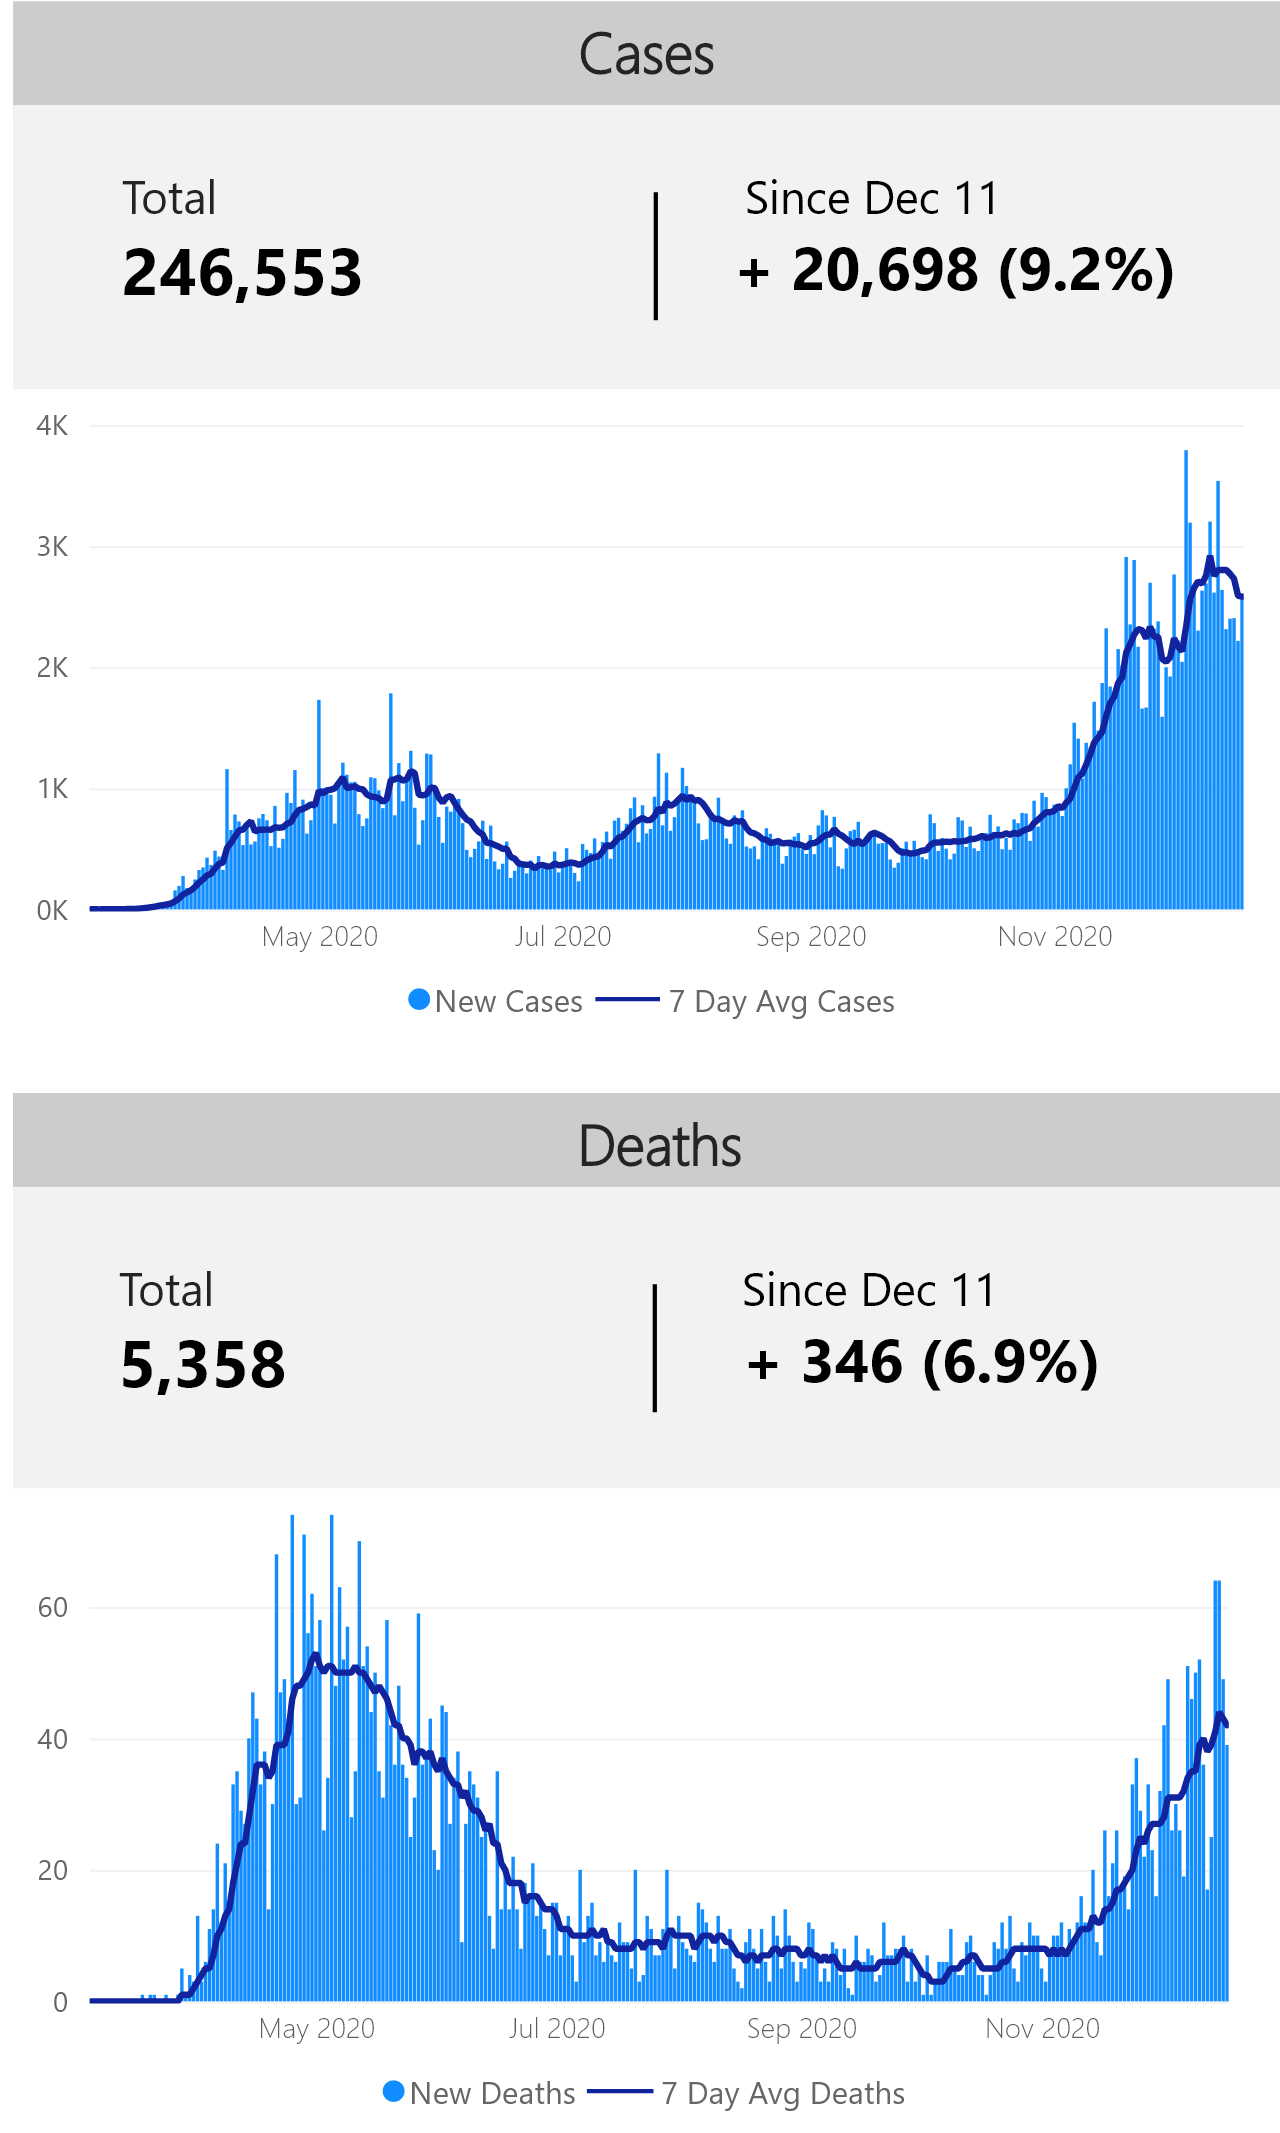 Cases
Total
246,553
Since Dec 11
+ 20,698 (9.2%)
4K
3K
2K
1K
0K
May 2020 Jul 2020 Sep 2020 Nov 2020
New Cases 7 Day Avg Cases
Deaths
Total
5,358
Since Dec 11
+ 346 (6.9%)
60
40
20
0
May 2020 Jul 2020 Sep 2020 Nov 2020
New Deaths 7 Day Avg Deaths